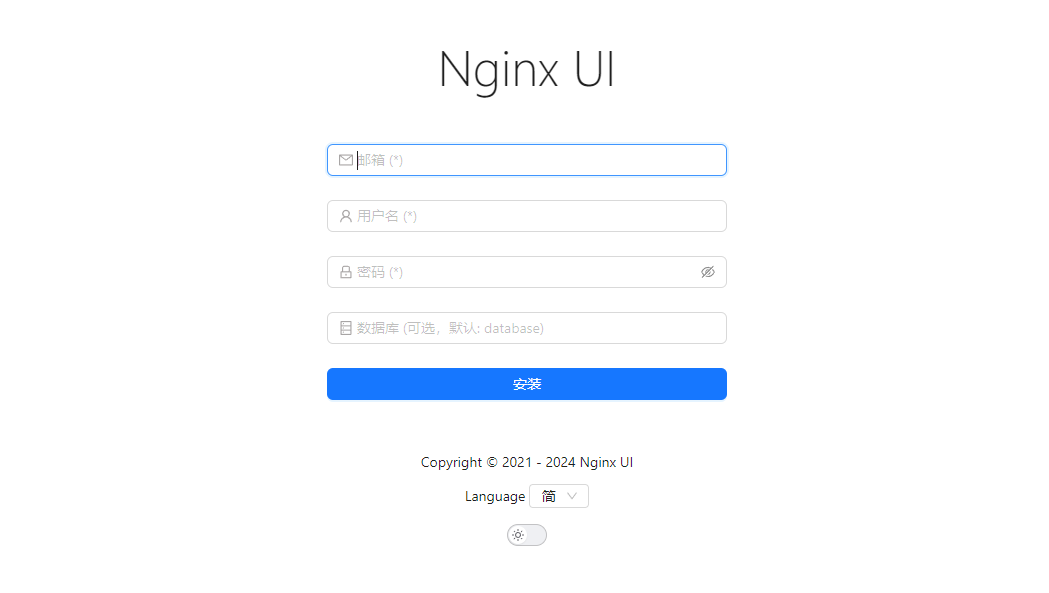 Nginx UI
邮箱 (*)
用户名 (*)
密码 (*)
数据库 (可选，默认: database)
安装
Copyright © 2021 - 2024 Nginx UI
Language 简